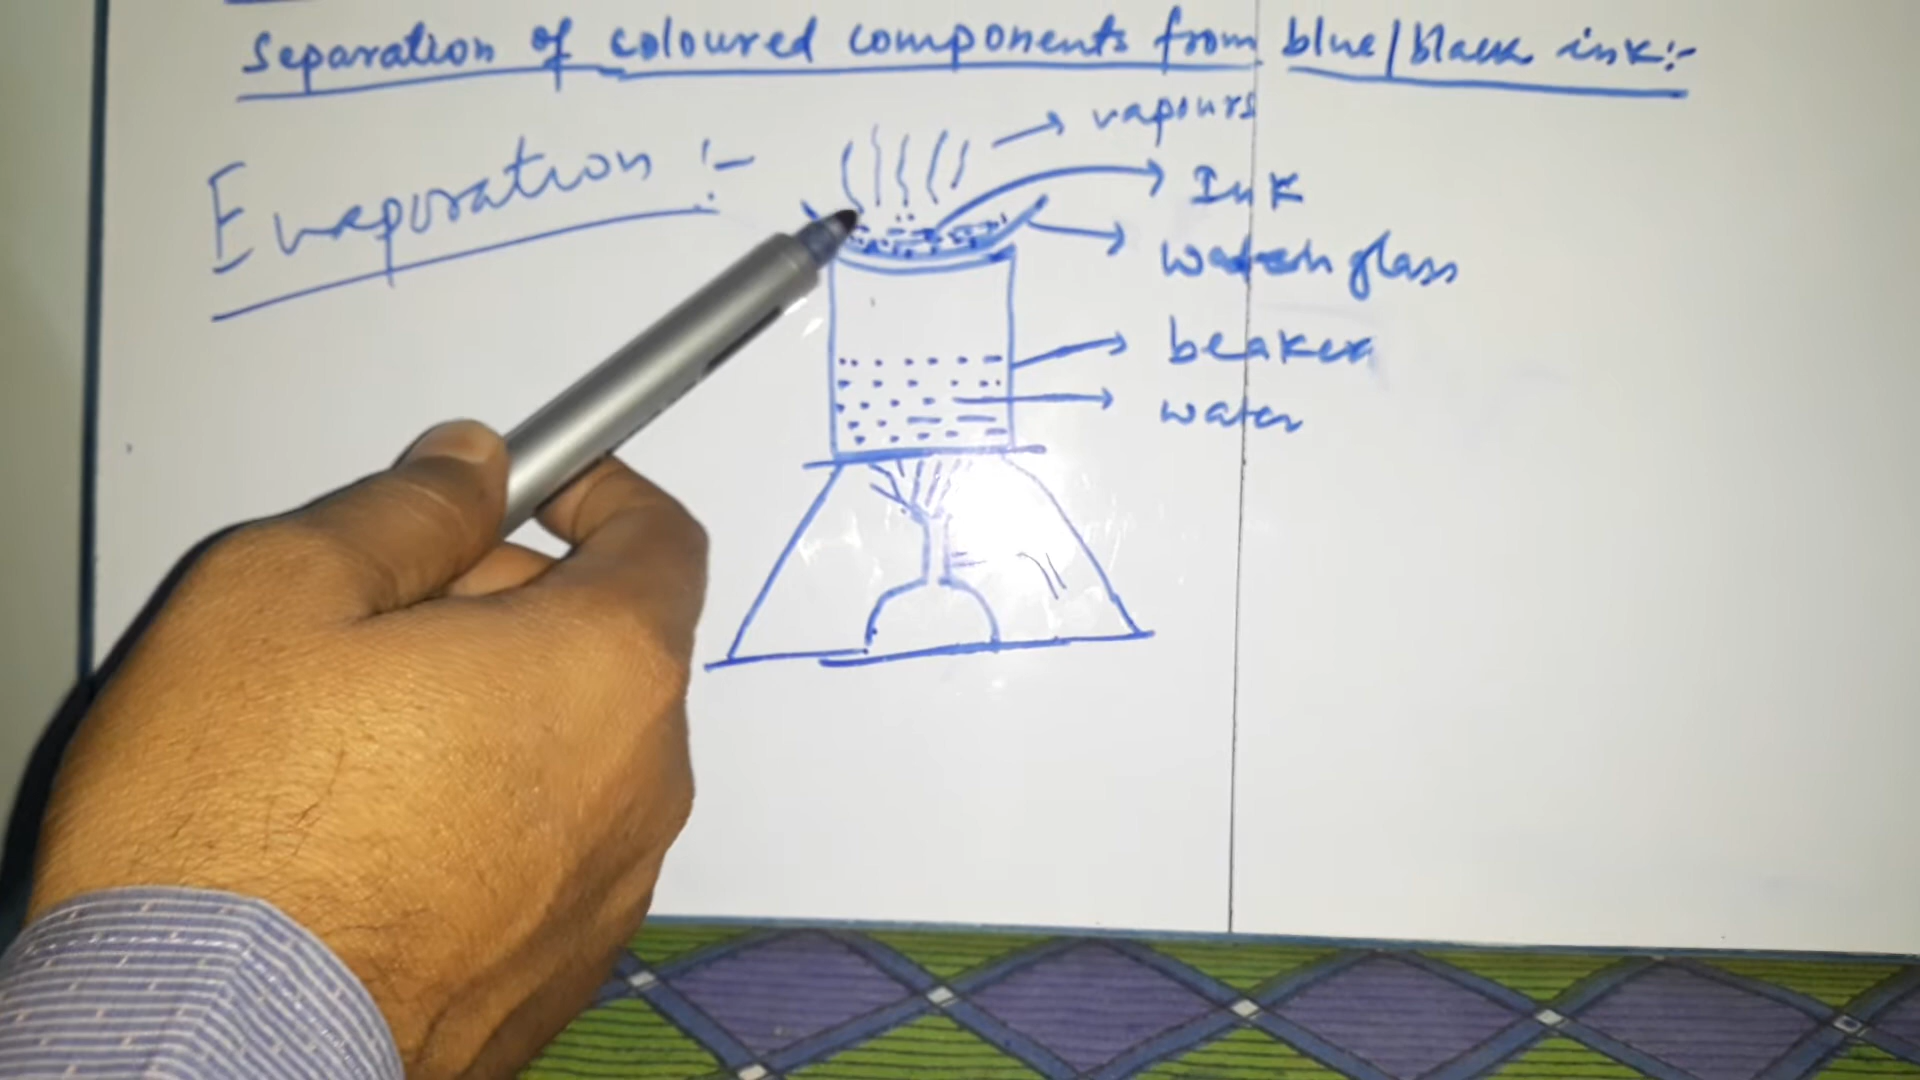 Separation of coloured components from blue/black ink:-
Evaporation :-
vapours
Ink
watch glass
beaker
water